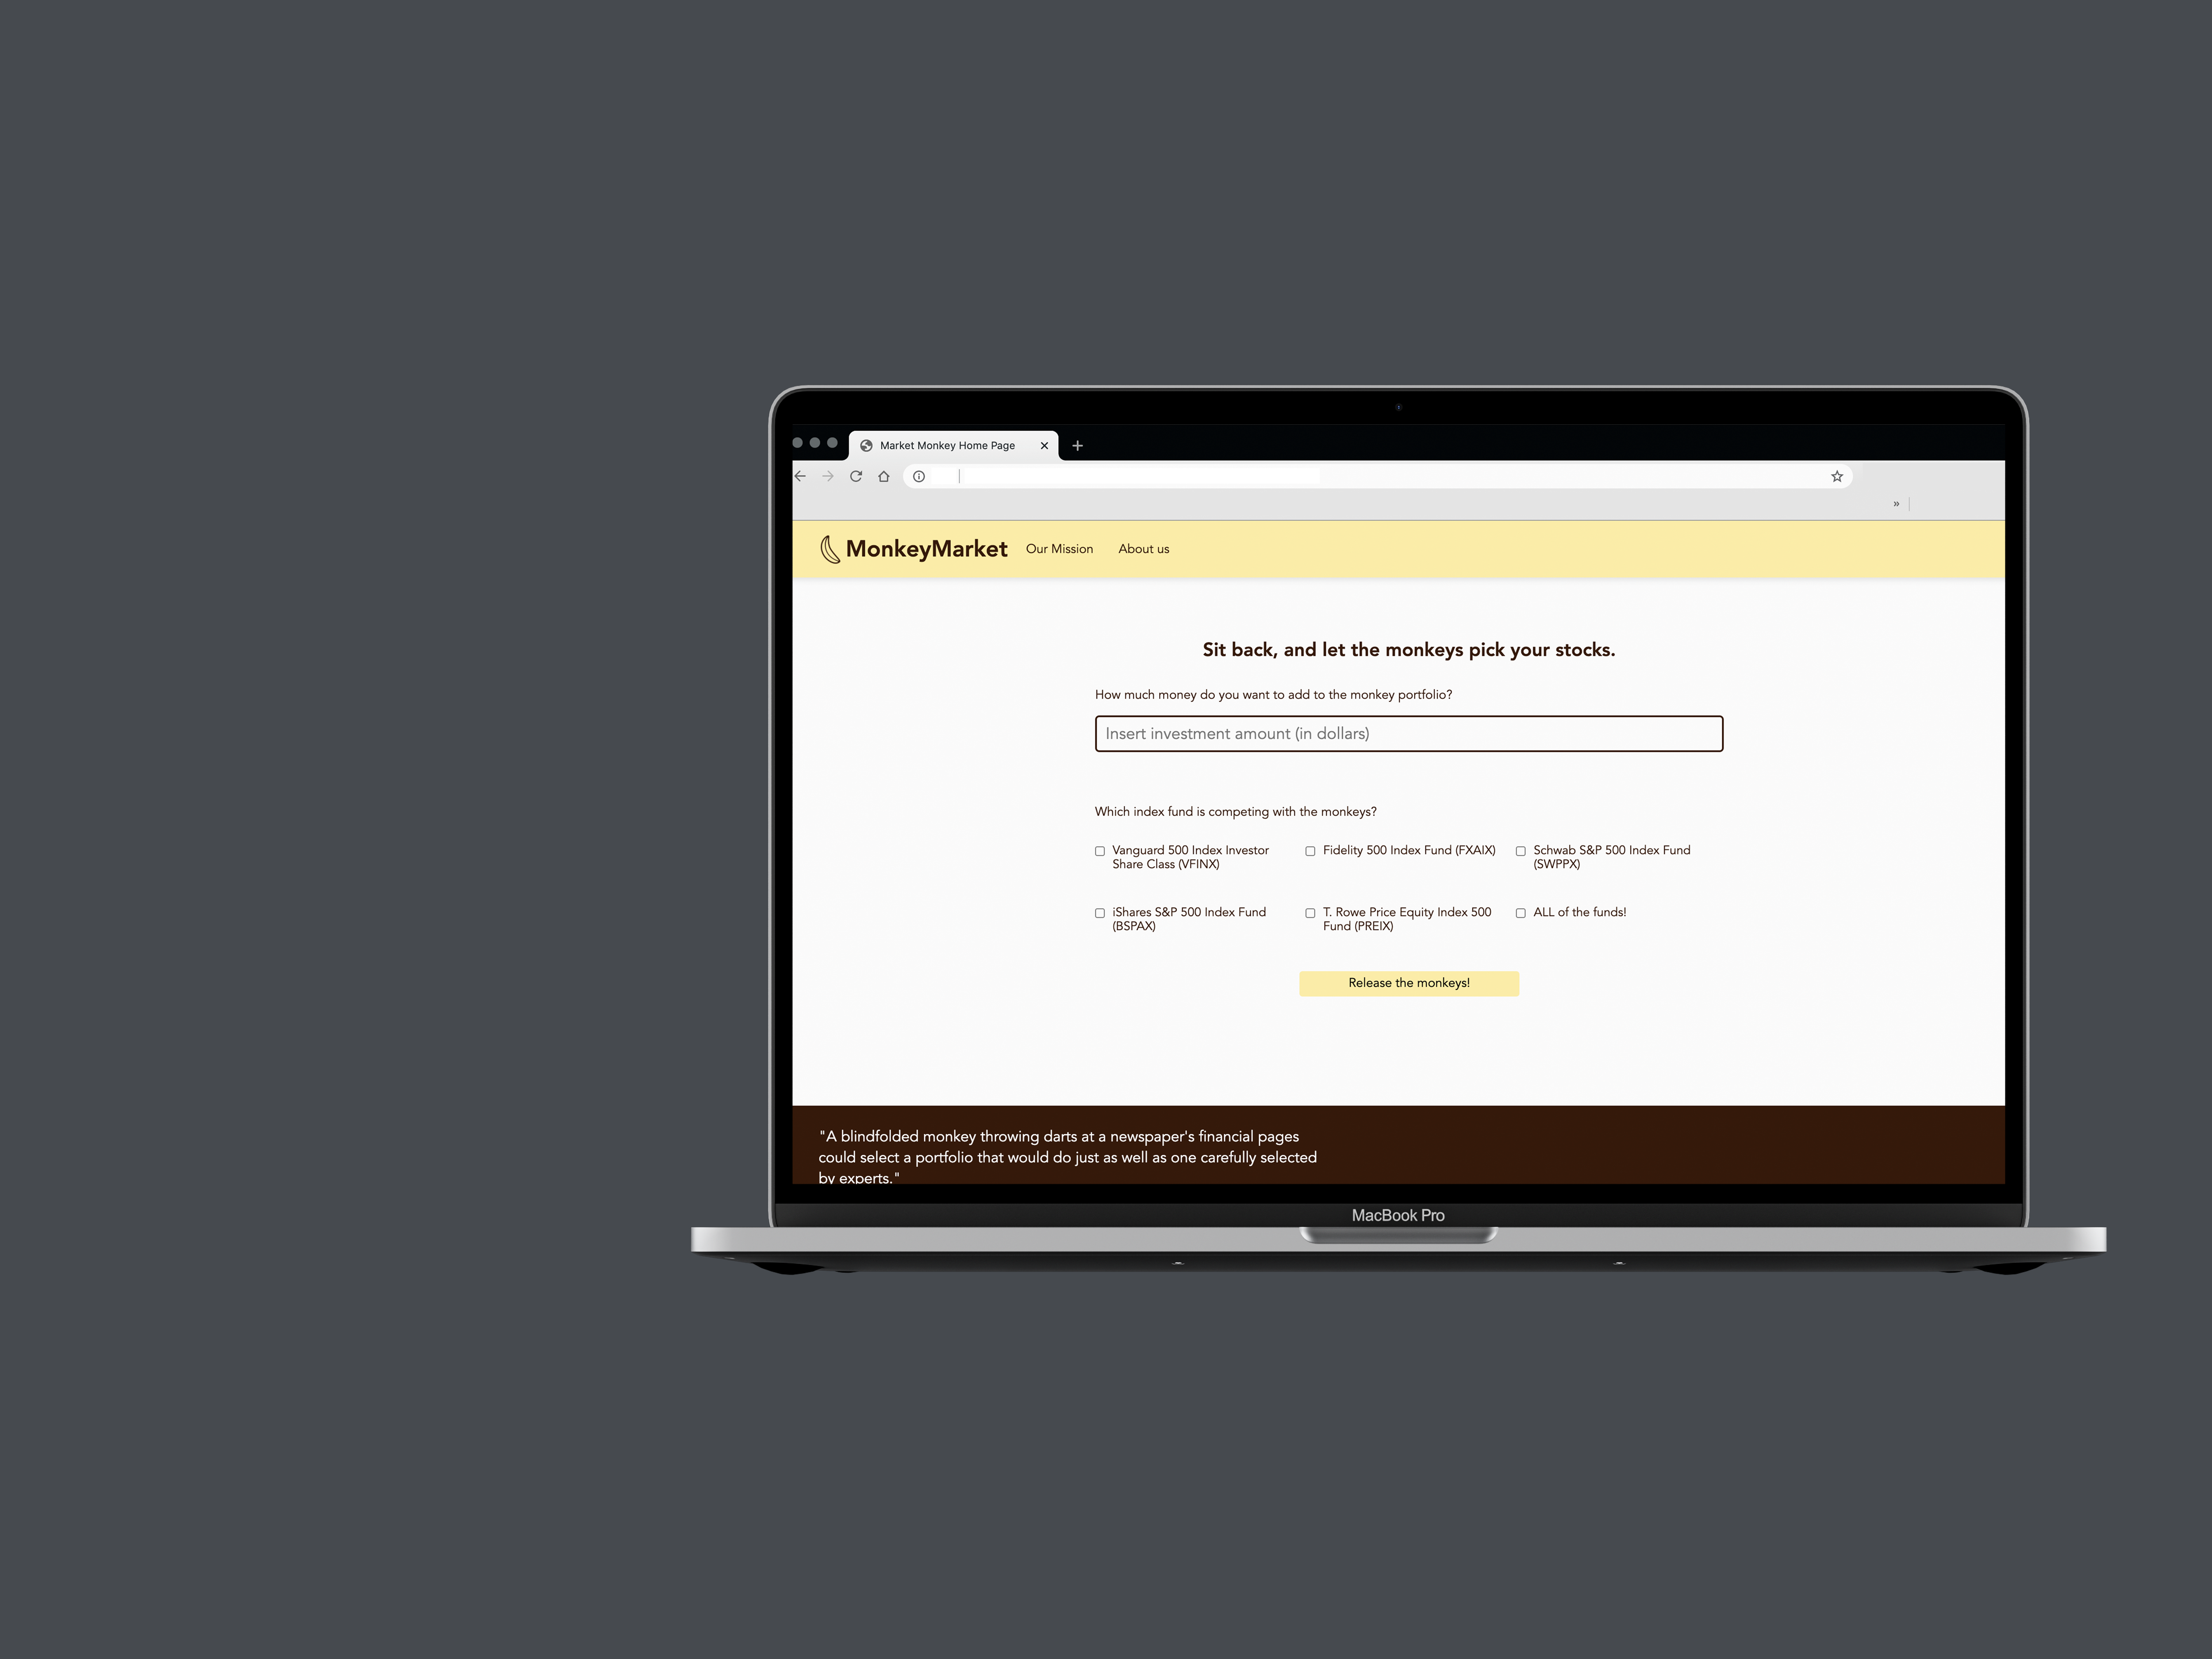 Market Monkey Home Page
MonkeyMarket Our Mission About us
Sit back, and let the monkeys pick your stocks.
How much money do you want to add to the monkey portfolio?
Insert investment amount (in dollars)
Which index fund is competing with the monkeys?
Vanguard 500 Index Investor
Share Class (VFINX)
Fidelity 500 Index Fund (FXAIX)
Schwab S&P 500 Index Fund
(SWPPX)
iShares S&P 500 Index Fund
(BSPAX)
T. Rowe Price Equity Index 500
Fund (PREIX)
ALL of the funds!
Release the monkeys!
"A blindfolded monkey throwing darts at a newspaper's financial pages
could select a portfolio that would do just as well as one carefully selected
by experts."
MacBook Pro